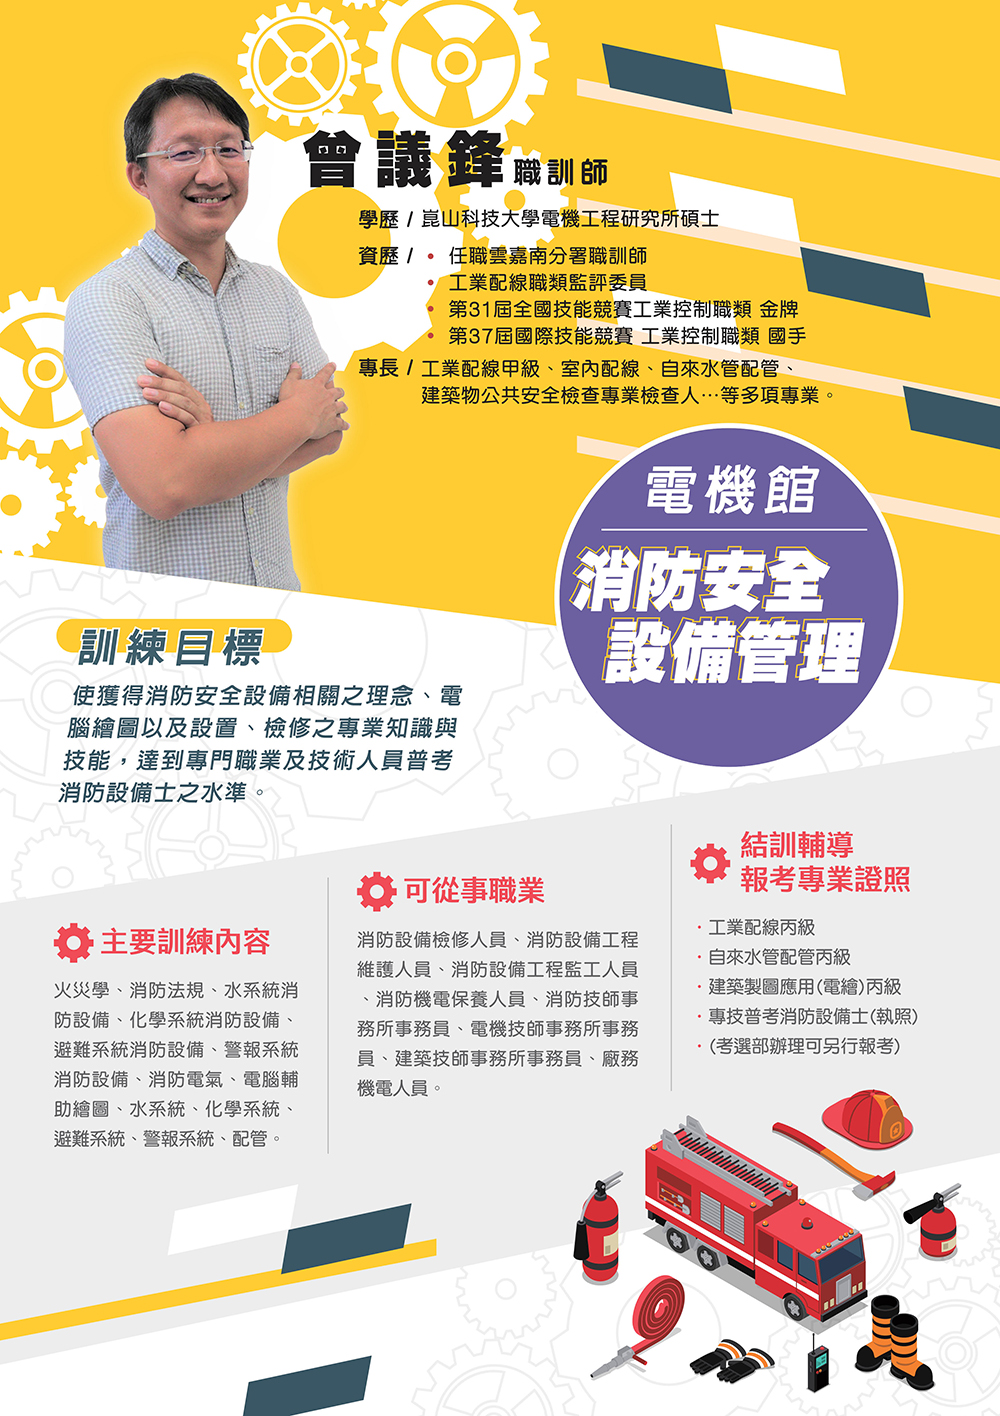 曾議鋒 職訓師
學歷 / 崑山科技大學電機工程研究所碩士
資歷 / • 任職雲嘉南分署職訓師
• 工業配線職類監評委員
• 第31屆全國技能競賽工業控制職類 金牌
• 第37屆國際技能競賽 工業控制職類 國手
專長 / 工業配線甲級、室內配線、自來水管配管、
建築物公共安全檢查專業檢查人…等多項專業。
電機館
消防安全
設備管理
訓練目標
使獲得消防安全設備相關之理念、電
腦繪圖以及設置、檢修之專業知識與
技能，達到專門職業及技術人員普考
消防設備士之水準。
主要訓練內容
火災學、消防法規、水系統消
防設備、化學系統消防設備、
避難系統消防設備、警報系統
消防設備、消防電氣、電腦輔
助繪圖、水系統、化學系統、
避難系統、警報系統、配管。
可從事職業
消防設備檢修人員、消防設備工程
維護人員、消防設備工程監工人員
、消防機電保養人員、消防技師事
務所事務員、電機技師事務所事務
員、建築技師事務所事務員、廠務
機電人員。
結訓輔導
報考專業證照
· 工業配線丙級
· 自來水管配管丙級
· 建築製圖應用(電繪)丙級
· 專技普考消防設備士(執照)
· (考選部辦理可另行報考)